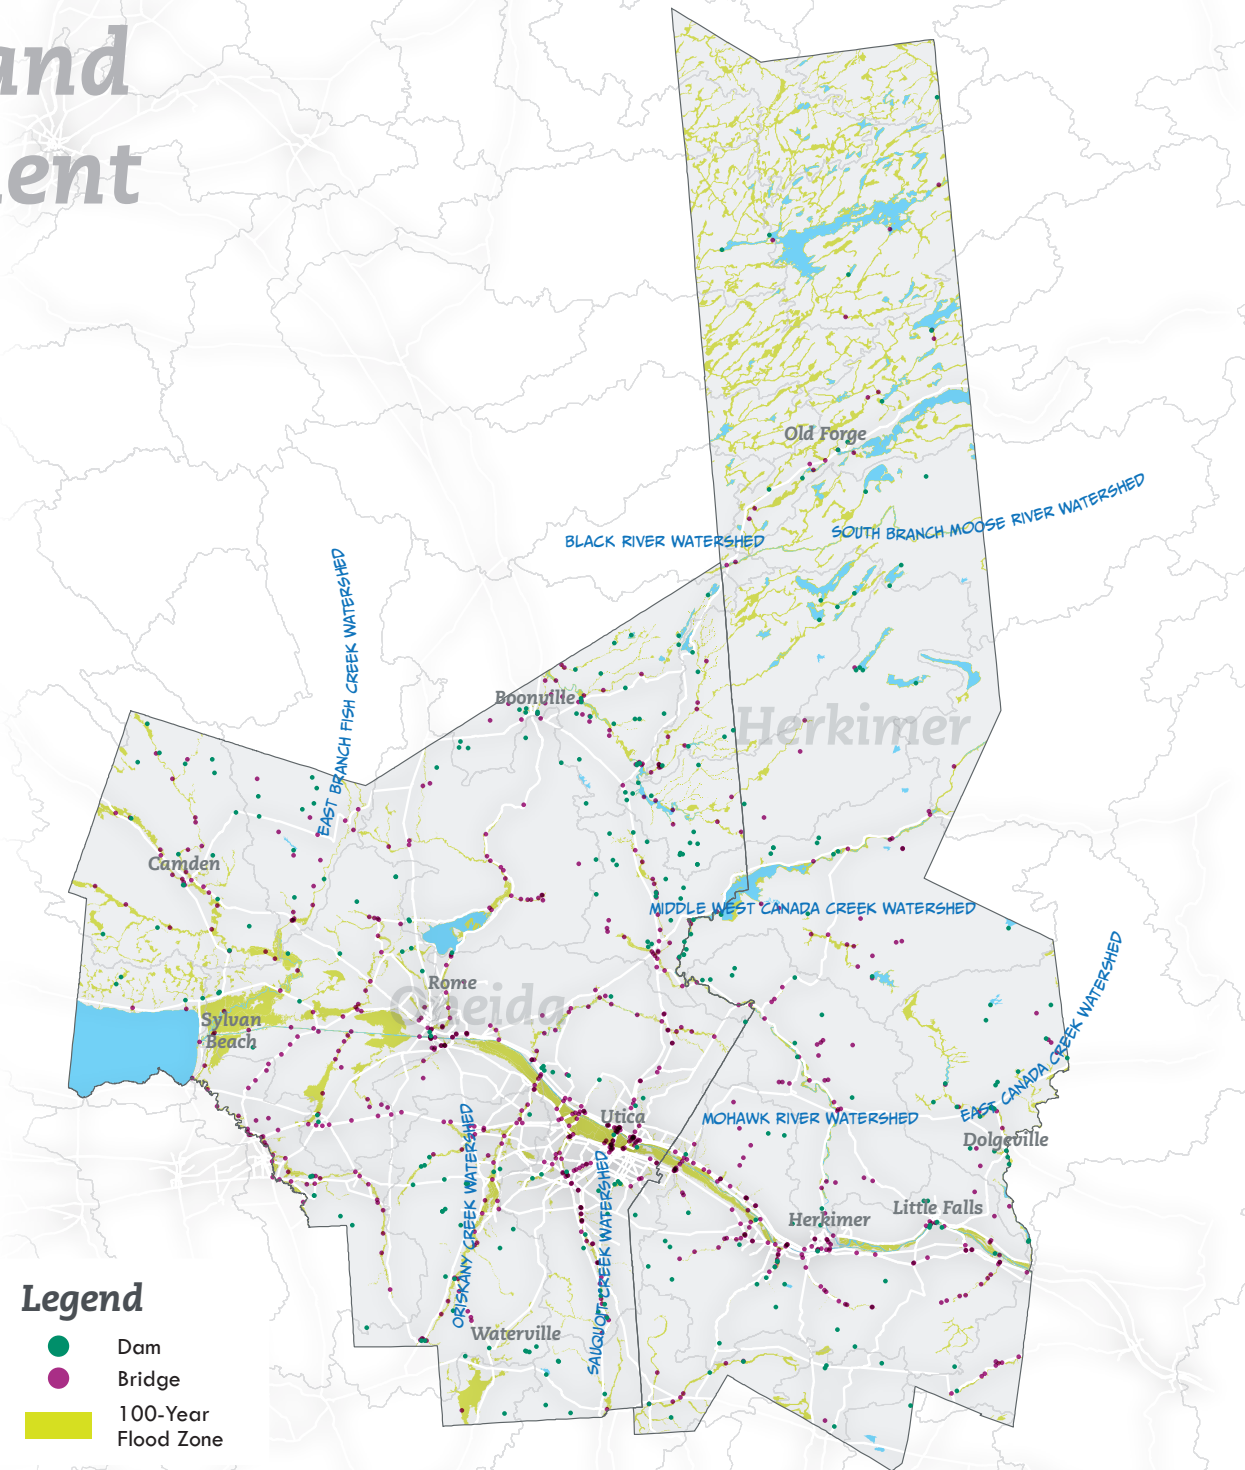 and
ent
Old Forge
SOUTH BRANCH MOOSE RIVER WATERSHED
BLACK RIVER WATERSHED
EAST BRANCH FISH CREEK WATERSHED
Boonville
Herkimer
Camden
MIDDLE WEST CANADA CREEK WATERSHED
EAST CANADA CREEK WATERSHED
Rome
Oneida
Sylvan
Beach
Utica
MOHAWK RIVER WATERSHED
Dolgeville
ORISKANY CREEK WATERSHED
SAUQUOIT CREEK WATERSHED
Little Falls
Herkimer
Waterville
Legend
Dam
Bridge
100-Year
Flood Zone